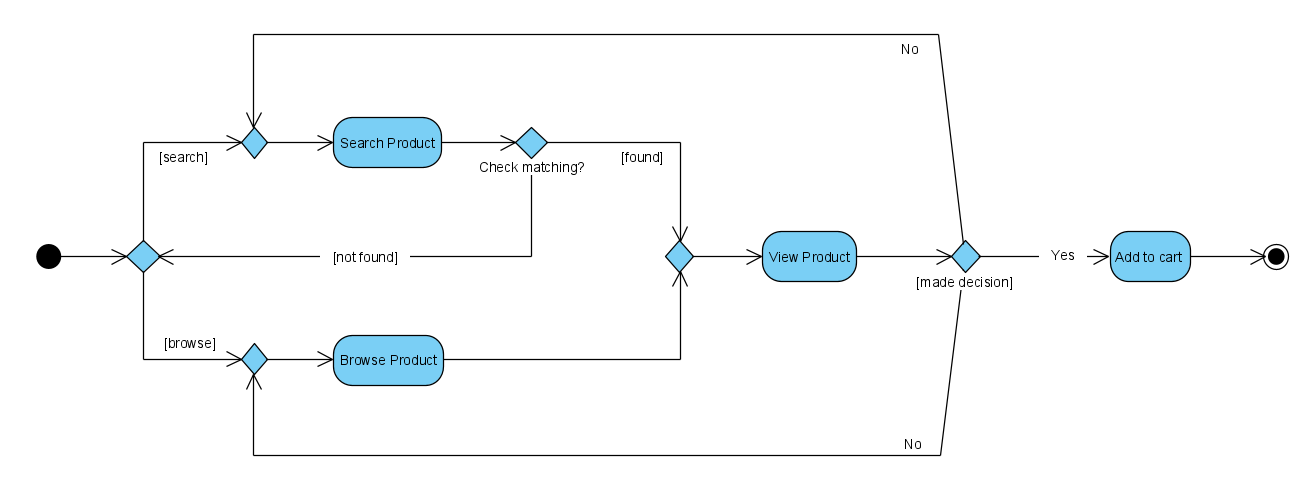 No
[search]
Search Product
Check matching?
[found]
[not found]
View Product
[made decision]
Yes
Add to cart
[browse]
Browse Product
No